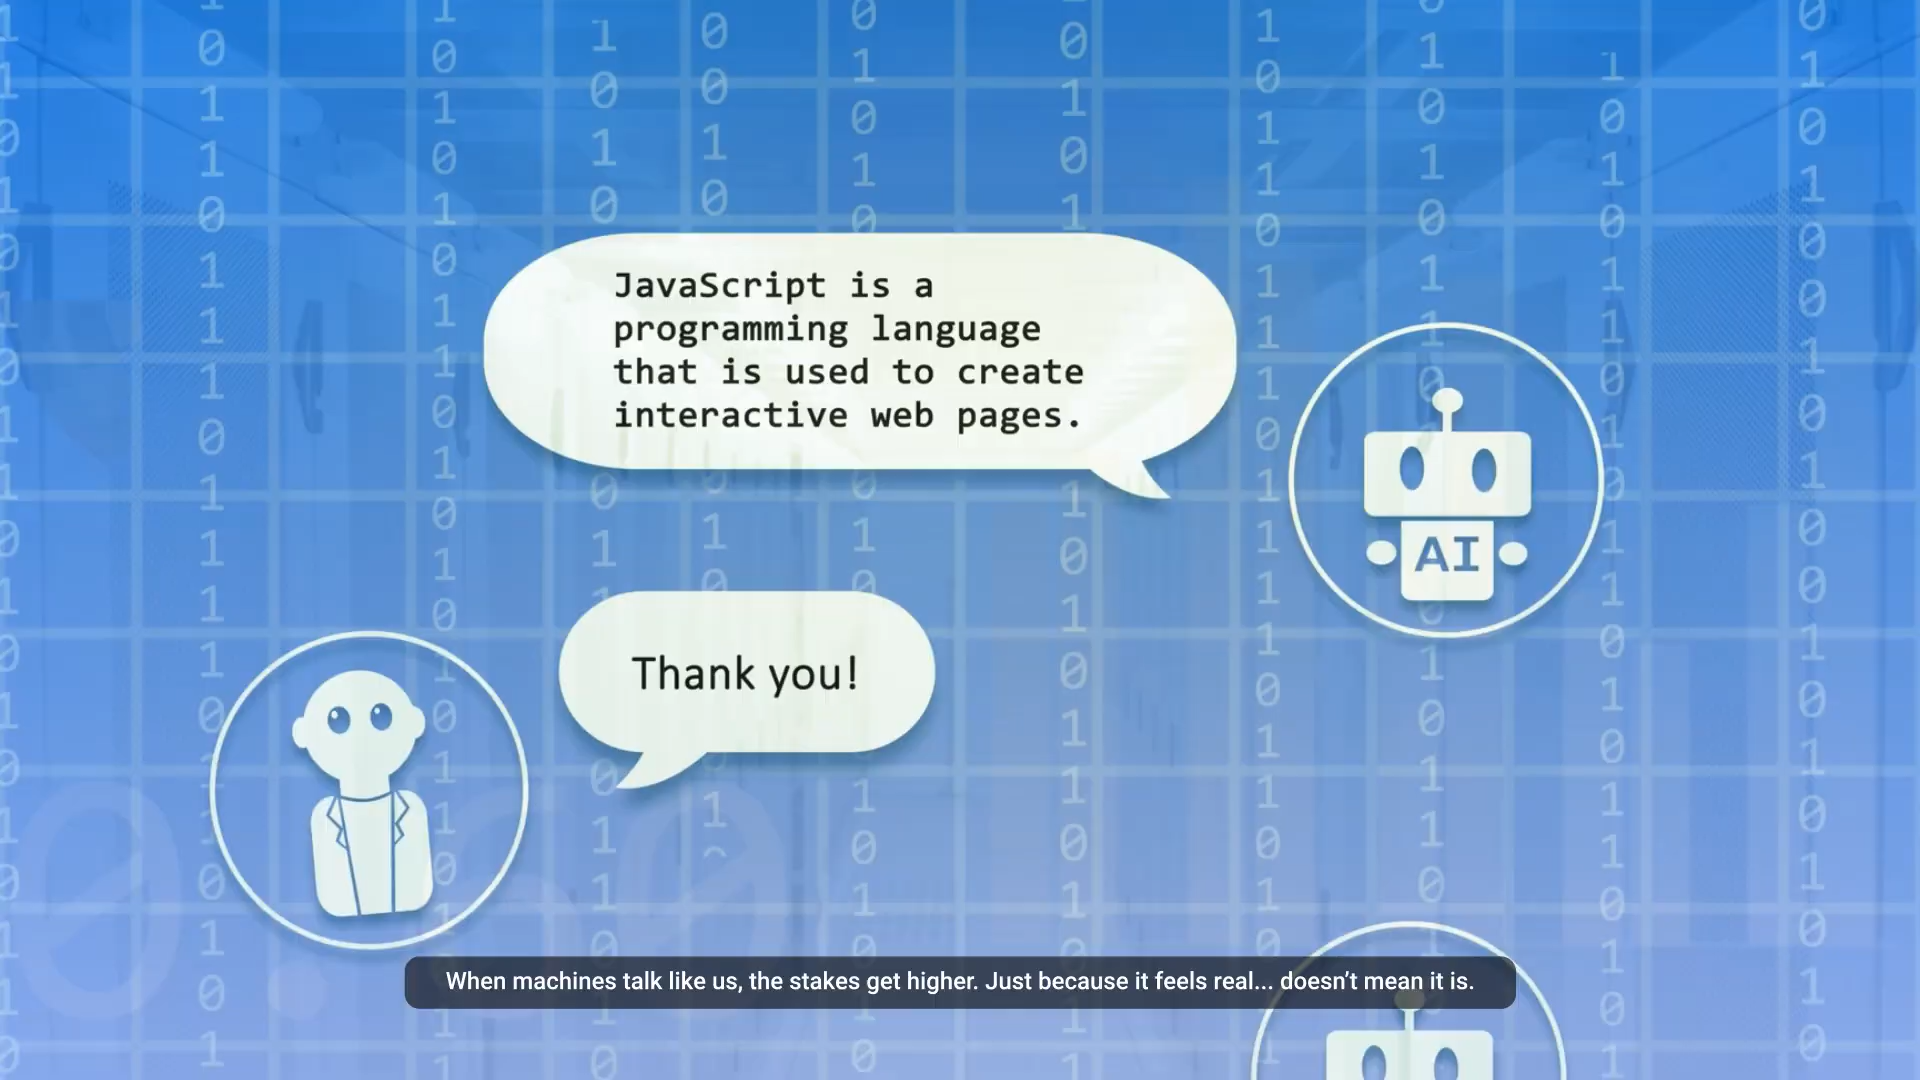 JavaScript is a
programming language
that is used to create
interactive web pages.
AI
Thank you!
When machines talk like us, the stakes get higher. Just because it feels real... doesn’t mean it is.